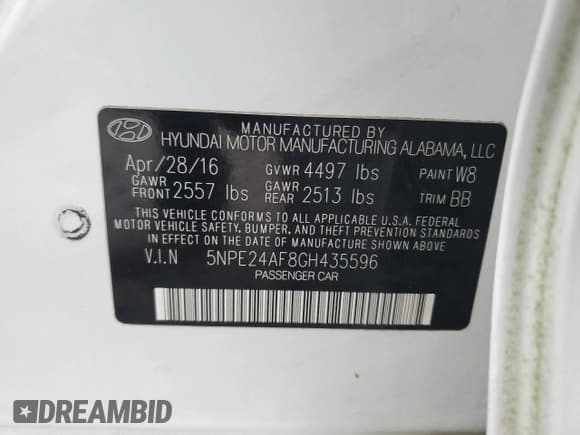 MANUFACTURED BY
HYUNDAI MOTOR MANUFACTURING ALABAMA, LLC
Apr/28/16 GVWR 4497 lbs PAINT W8
GAWR FRONT 2557 lbs GAWR REAR 2513 lbs TRIM BB
THIS VEHICLE CONFORMS TO ALL APPLICABLE U.S.A. FEDERAL
MOTOR VEHICLE SAFETY, BUMPER, AND THEFT PREVENTION STANDARDS
IN EFFECT ON THE DATE OF MANUFACTURE SHOWN ABOVE.
V.I.N 5NPE24AF8GH435596
PASSENGER CAR
DREAMBID